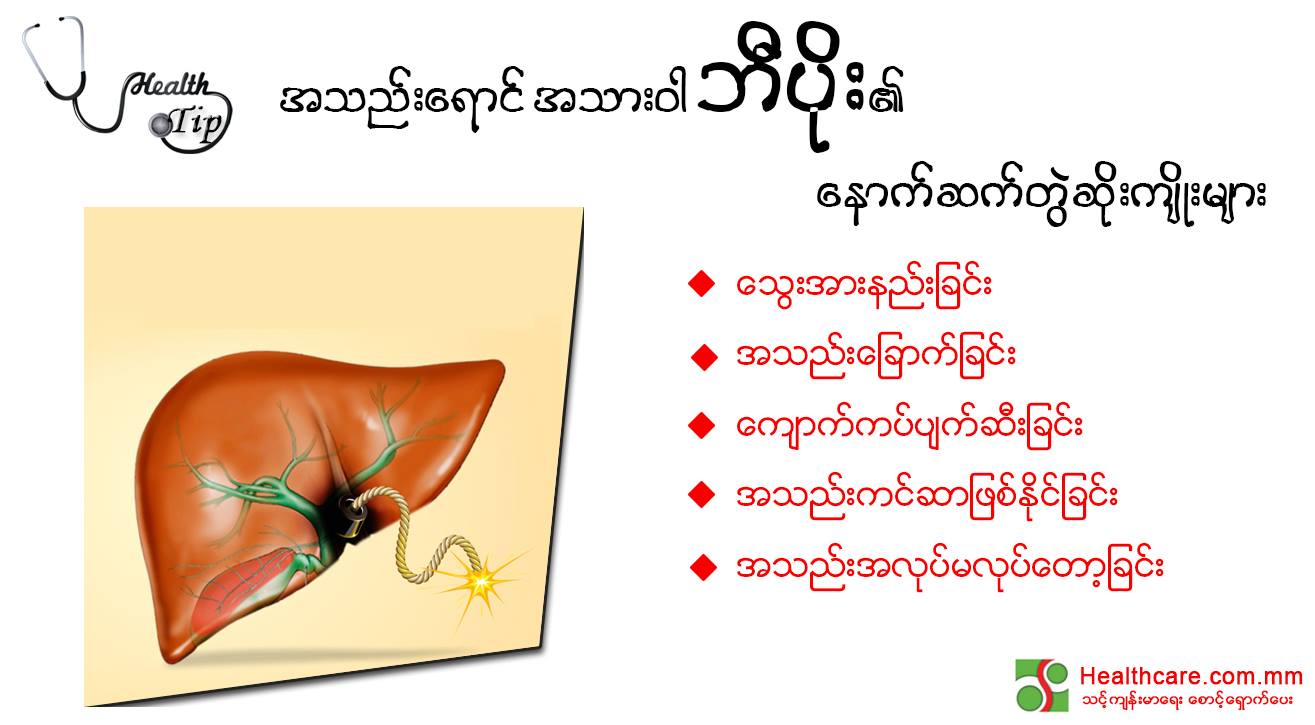 Health
Tip
အသည်းရောင် အသားဝါ ဘီပိုး၏
နောက်ဆက်တွဲဆိုးကျိုးများ
သွေးအားနည်းခြင်း
အသည်းခြောက်ခြင်း
ကျောက်ကပ်ပျက်ဆီးခြင်း
အသည်းကင်ဆာဖြစ်နိုင်ခြင်း
အသည်းအလုပ်မလုပ်တော့ခြင်း
Healthcare.com.mm
သင့်ကျန်းမာရေး စောင့်ရှောက်ပေး